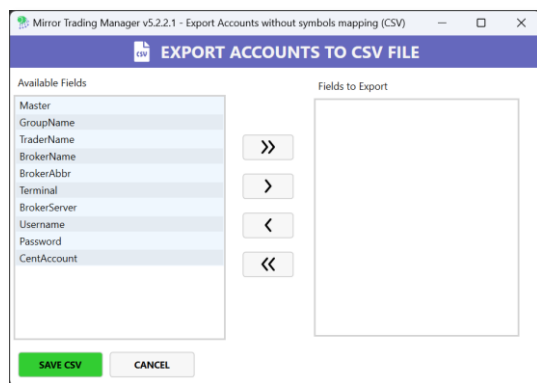 Mirror Trading Manager v5.2.2.1 - Export Accounts without symbols mapping (CSV)
CSV
EXPORT ACCOUNTS TO CSV FILE
Available Fields
Master
GroupName
TraderName
BrokerName
BrokerAbbr
Terminal
BrokerServer
Username
Password
CentAccount
Fields to Export
SAVE CSV
CANCEL